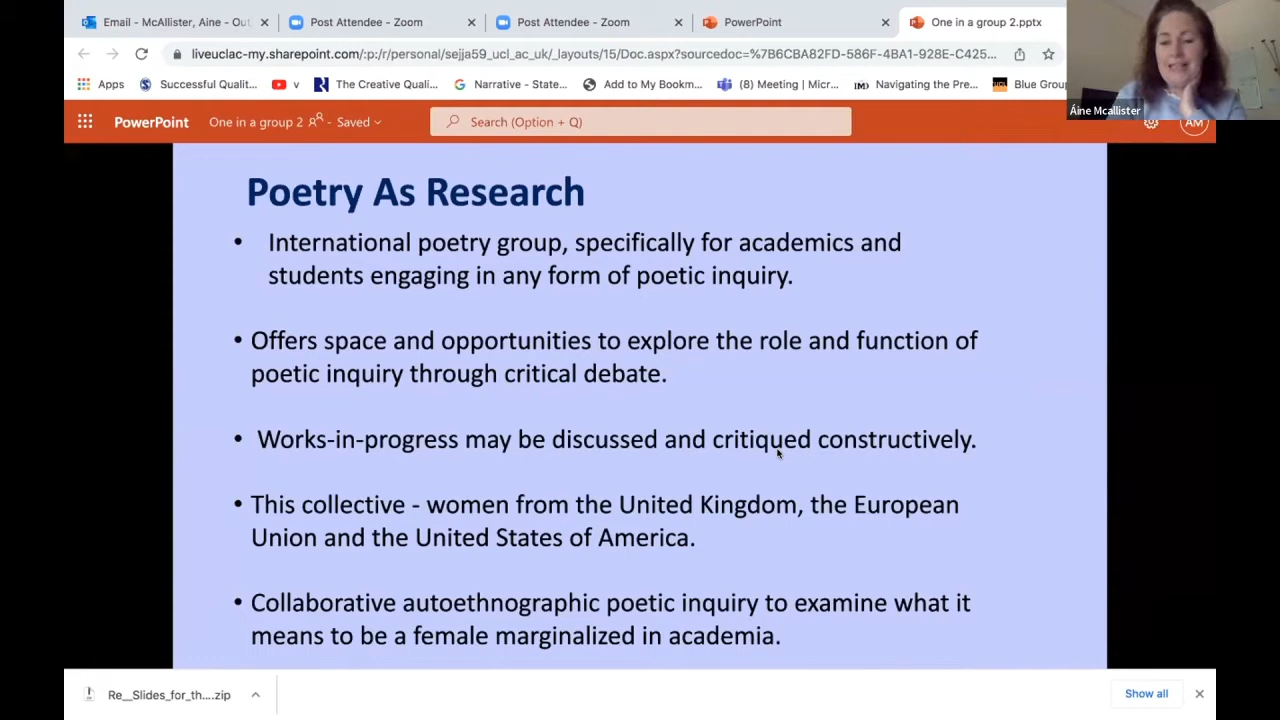 Email - McAllister, Aine - Out
Post Attendee - Zoom
Post Attendee - Zoom
PowerPoint
One in a group 2.pptx
liveuclac-my.sharepoint.com/:p:/r/personal/sejja59_ucl_ac_uk/_layouts/15/Doc.aspx?sourcedoc=%7B6CBA82FD-586F-4BA1-928E-C425...
Apps
Successful Qualit...
The Creative Quali...
Narrative - State...
Add to My Bookm...
(8) Meeting | Micr...
Navigating the Pre...
Blue Group
Áine Mcallister
PowerPoint
One in a group 2 - Saved
Search (Option + Q)
AM
Poetry As Research
• International poetry group, specifically for academics and
students engaging in any form of poetic inquiry.
• Offers space and opportunities to explore the role and function of
poetic inquiry through critical debate.
• Works-in-progress may be discussed and critiqued constructively.
• This collective - women from the United Kingdom, the European
Union and the United States of America.
• Collaborative autoethnographic poetic inquiry to examine what it
means to be a female marginalized in academia.
Re__Slides_for_th....zip
Show all